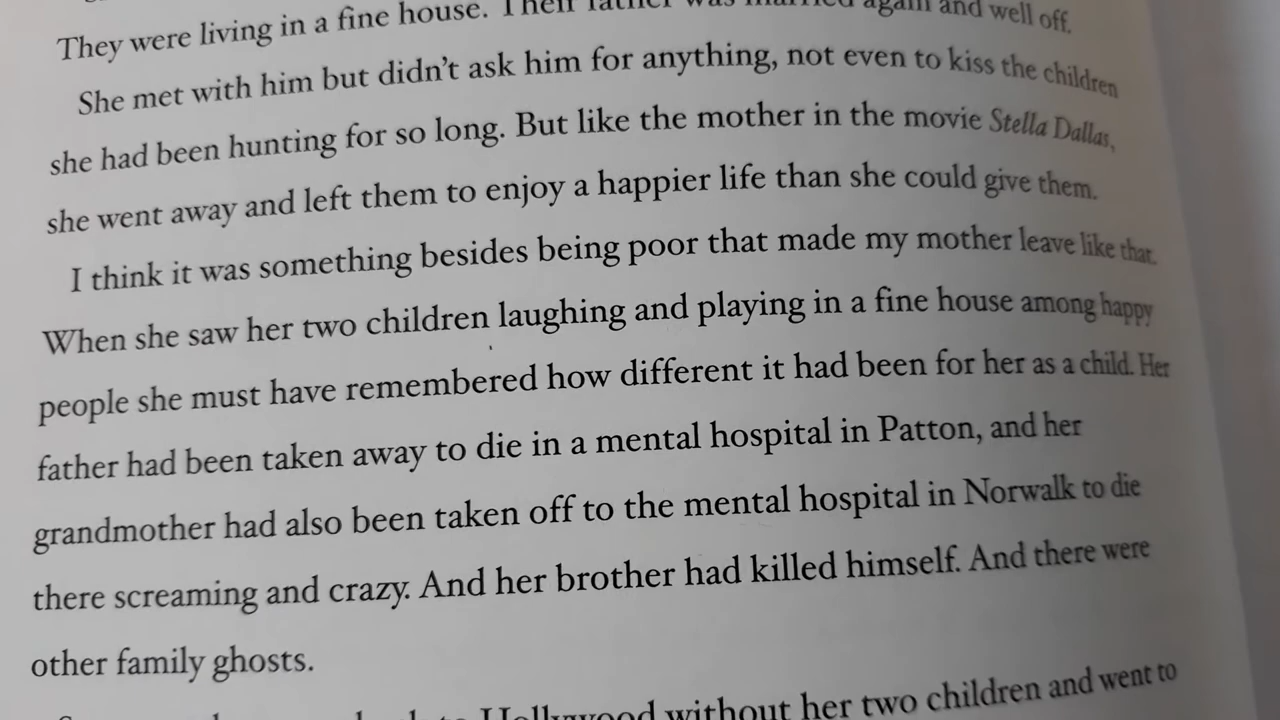 They were living in a fine house. Their father was married again and well off.
She met with him but didn't ask him for anything, not even to kiss the children
she had been hunting for so long. But like the mother in the movie Stella Dallas,
she went away and left them to enjoy a happier life than she could give them.
I think it was something besides being poor that made my mother leave like that.
When she saw her two children laughing and playing in a fine house among happy
people she must have remembered how different it had been for her as a child. Her
father had been taken away to die in a mental hospital in Patton, and her
grandmother had also been taken off to the mental hospital in Norwalk to die
there screaming and crazy. And her brother had killed himself. And there were
other family ghosts.
Hollywood without her two children and went to